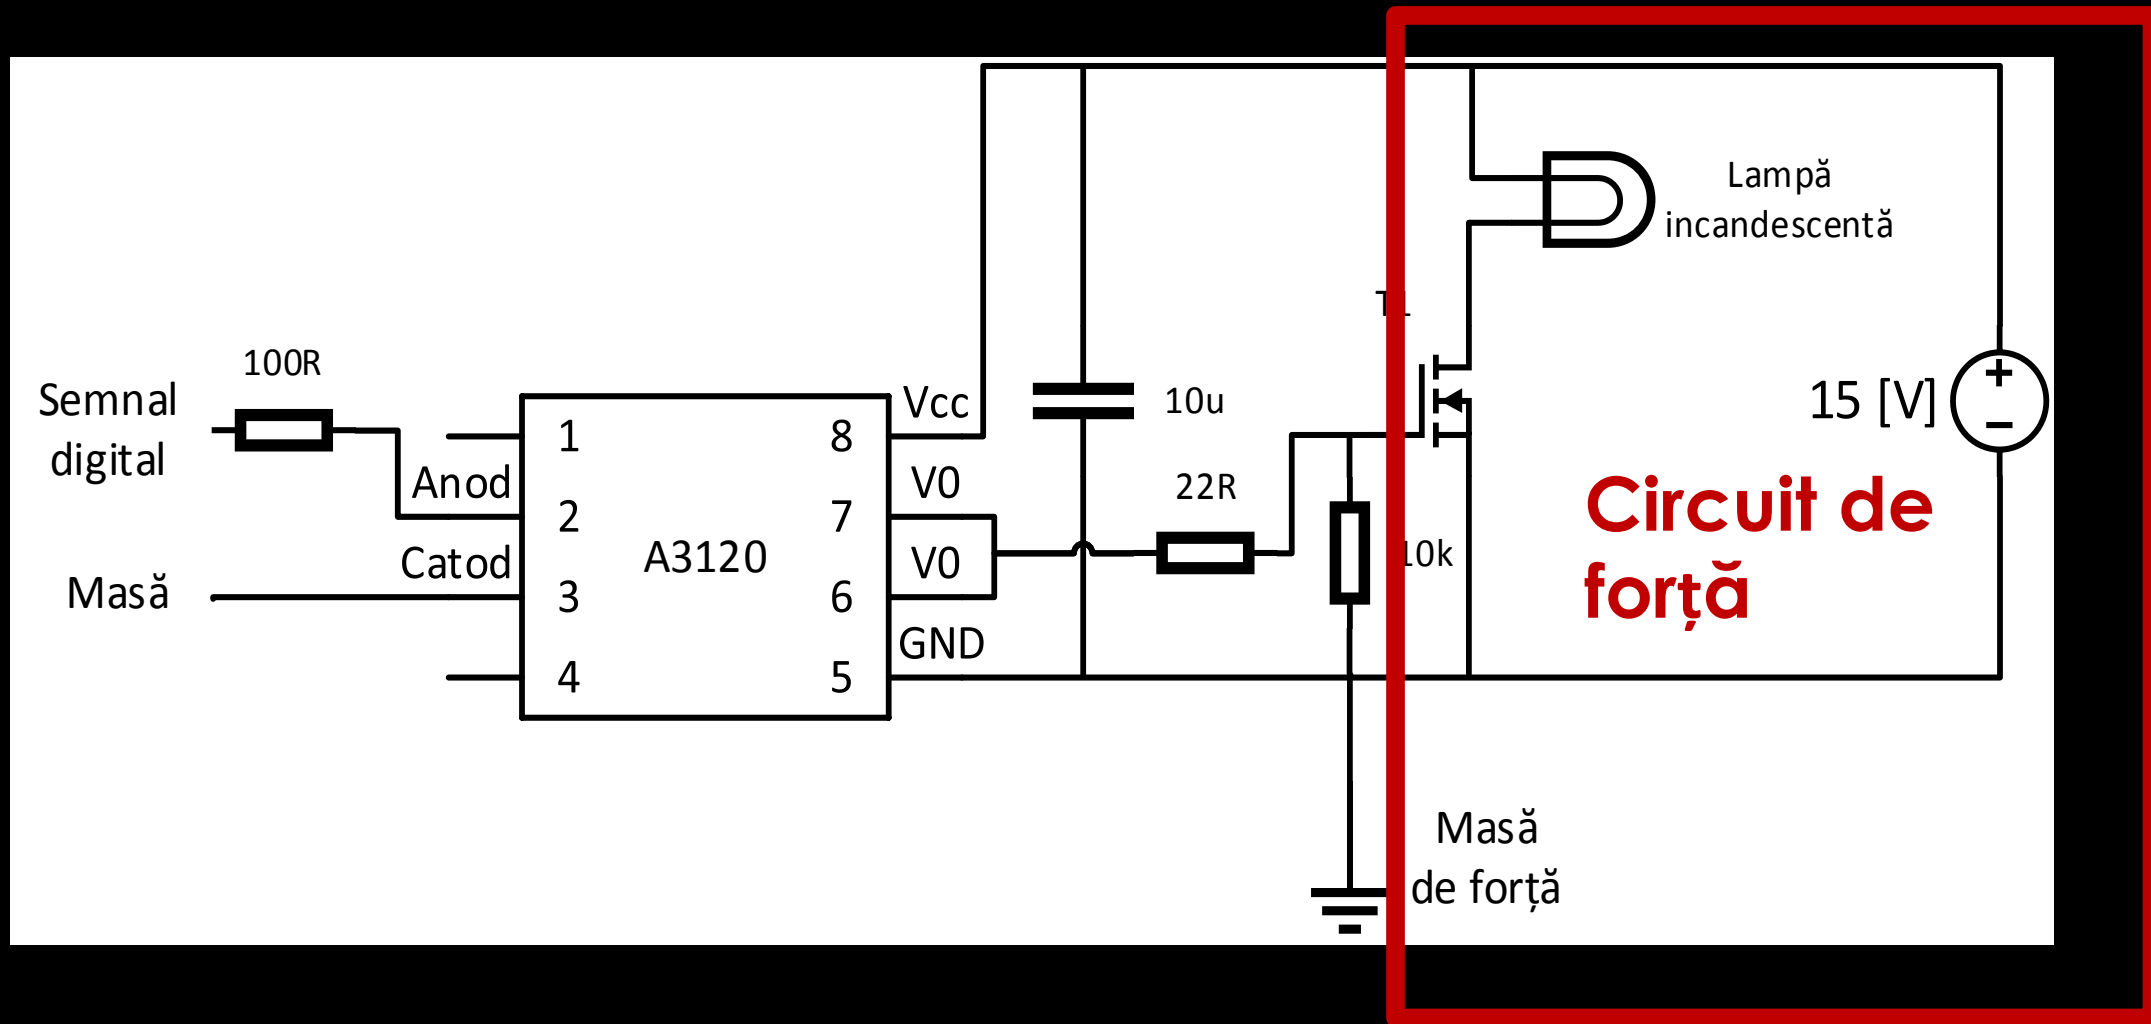 Lampă
incandescentă
T1
100R
Semnal
digital
Vcc
10u
15 [V]
1
8
Anod
V0
22R
Circuit de
forță
2
7
A3120
10k
Catod
V0
Masă
3
6
GND
4
5
Masă
de forță